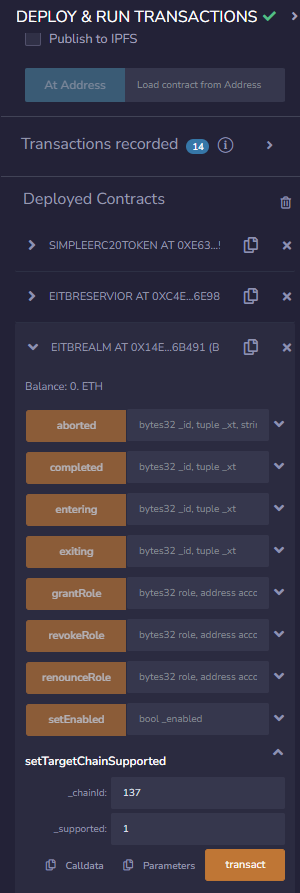 DEPLOY & RUN TRANSACTIONS
Publish to IPFS
At Address Load contract from Address
Transactions recorded 14 i
Deployed Contracts
SIMPLEERC20TOKEN AT 0XE63...
EITBRESERVIOR AT 0XC4E...6E98
EITBREALM AT 0X14E...6B491 (B
Balance: 0. ETH
aborted bytes32 _id, tuple _xt, strin
completed bytes32 _id, tuple _xt
entering bytes32 _id, tuple _xt
exiting bytes32 _id, tuple _xt
grantRole bytes32 role, address acco
revokeRole bytes32 role, address acco
renounceRole bytes32 role, address acco
setEnabled bool _enabled
setTargetChainSupported
_chainId: 137
_supported: 1
Calldata Parameters transact